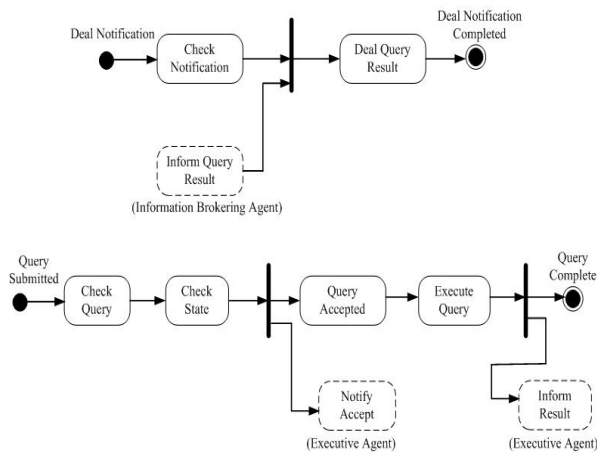 Deal Notification
Check
Notification
Deal Query
Result
Deal Notification
Completed
Inform Query
Result
(Information Brokering Agent)
Query
Submitted
Check
Query
Check
State
Query
Accepted
Execute
Query
Query
Complete
Notify
Accept
(Executive Agent)
Inform
Result
(Executive Agent)